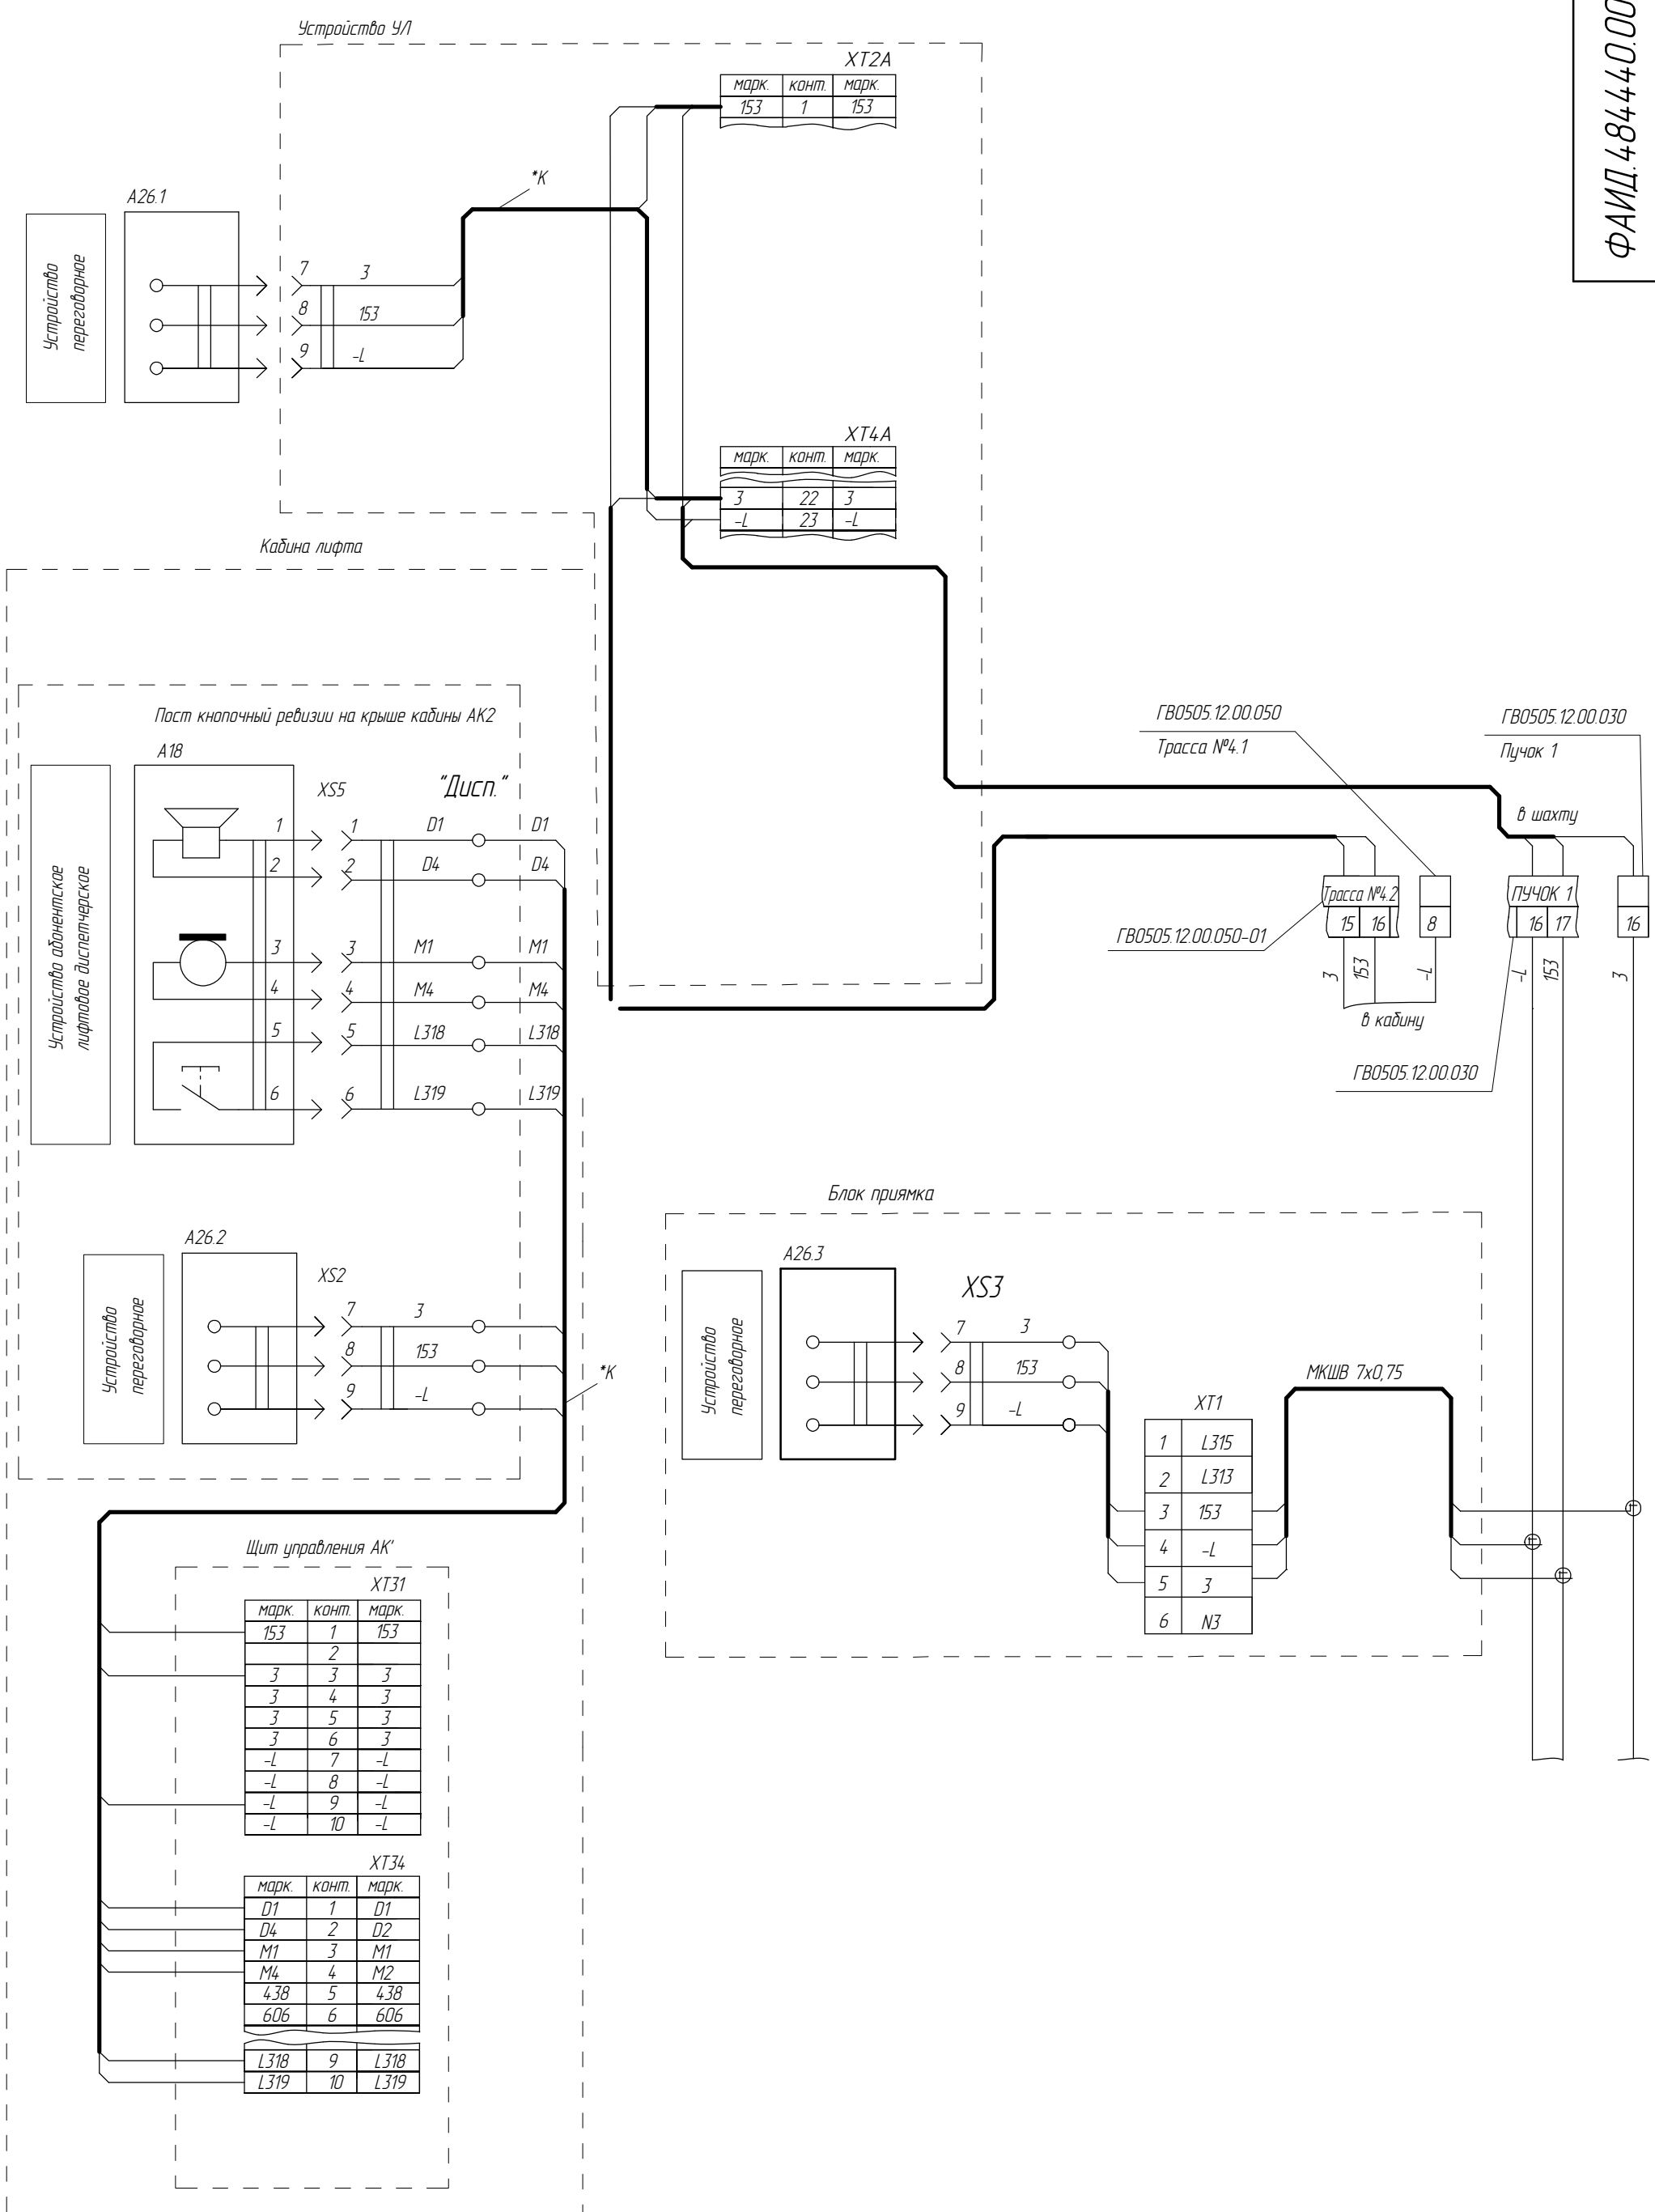 ФАИД.484440.00
Устройство УЛ
XT2A
марк. конт. марк.
153 1 153
*К
A26.1
Устройство
переговорное
7 3
8 153
9 -L
XT4A
марк. конт. марк.
3 22 3
-L 23 -L
Кабина лифта
Пост кнопочный ревизии на крыше кабины АК2
A18
XS5
"Дисп."
Устройство абонентское
лифтовое диспетчерское
1 1 D1 D1
2 2 D4 D4
3 3 M1 M1
4 4 M4 M4
5 5 L318 L318
6 6 L319 L319
ГВ0505.12.00.050
Трасса №4.1
ГВ0505.12.00.030
Пучок 1
в шахту
Трасса №4.2
15 16
8
ПУЧОК 1
16 17
16
ГВ0505.12.00.050-01
3 153 -L
-L 153 3
в кабину
ГВ0505.12.00.030
A26.2
XS2
Устройство
переговорное
7 3
8 153
9 -L
*К
Блок приямка
A26.3
XS3
Устройство
переговорное
7 3
8 153
9 -L
МКШВ 7х0,75
XT1
1 L315
2 L313
3 153
4 -L
5 3
6 N3
Щит управления АК'
XT31
марк. конт. марк.
153 1 153
2
3 3 3
3 4 3
3 5 3
3 6 3
-L 7 -L
-L 8 -L
-L 9 -L
-L 10 -L
XT34
марк. конт. марк.
D1 1 D1
D4 2 D2
M1 3 M1
M4 4 M2
438 5 438
606 6 606
L318 9 L318
L319 10 L319